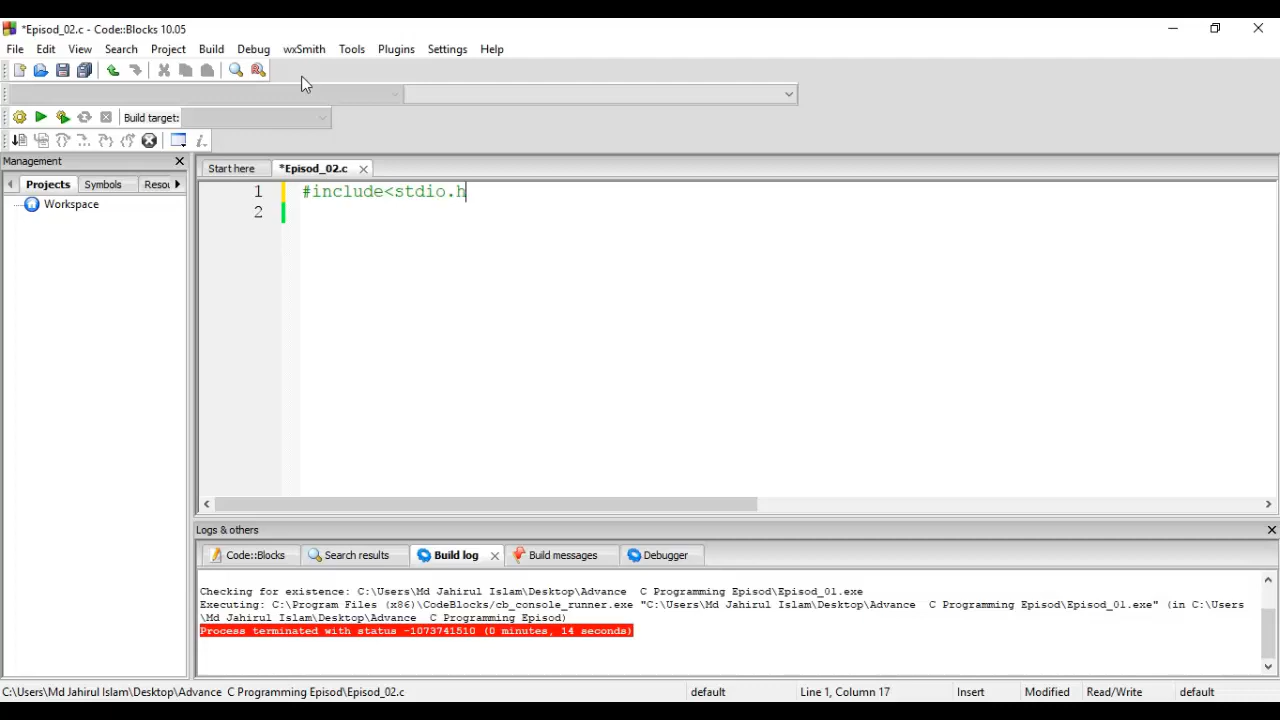 *Episod_02.c - Code::Blocks 10.05
File Edit View Search Project Build Debug wxSmith Tools Plugins Settings Help
Build target:
Management
Start here *Episod_02.c
Projects Symbols Resou
Workspace
1 #include<stdio.h
2
Logs & others
Code::Blocks Search results Build log Build messages Debugger
Checking for existence: C:\Users\Md Jahirul Islam\Desktop\Advance  C Programming Episod\Episod_01.exe
Executing: C:\Program Files (x86)\CodeBlocks/cb_console_runner.exe "C:\Users\Md Jahirul Islam\Desktop\Advance  C Programming Episod\Episod_01.exe" (in C:\Users
\Md Jahirul Islam\Desktop\Advance  C Programming Episod)
Process terminated with status -1073741510 (0 minutes, 14 seconds)
C:\Users\Md Jahirul Islam\Desktop\Advance  C Programming Episod\Episod_02.c default Line 1, Column 17 Insert Modified Read/Write default